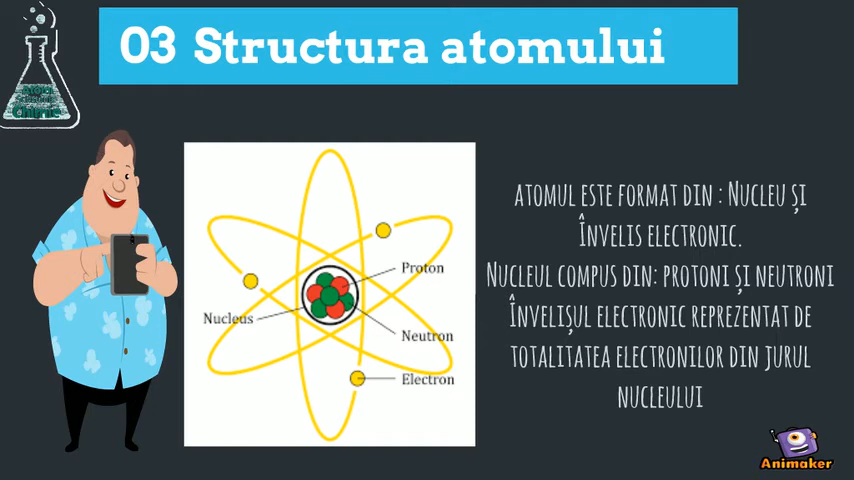 03 Structura atomului
Chimie
atomul este format din : Nucleu și
Învelis electronic.
Nucleul compus din: protoni și neutroni
Învelișul electronic reprezentat de
totalitatea electronilor din jurul
nucleului
Proton
Nucleus
Neutron
Electron
Animaker